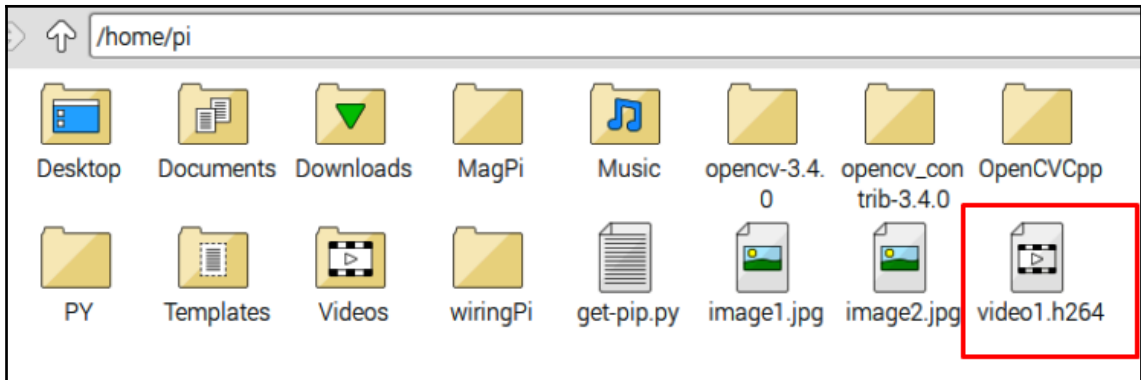 /home/pi
Desktop Documents Downloads MagPi Music opencv-3.4. opencv_con OpenCVCpp
0 trib-3.4.0
PY Templates Videos wiringPi get-pip.py image1.jpg image2.jpg video1.h264